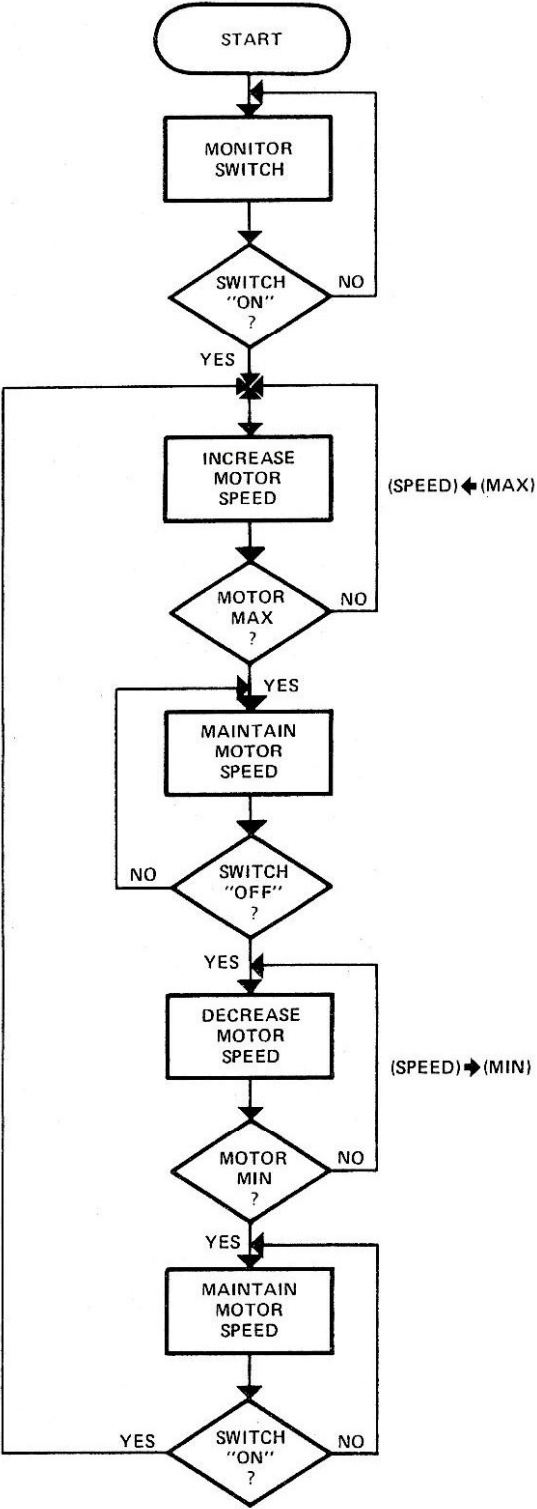 START
MONITOR
SWITCH
SWITCH
"ON"
?
NO
YES
INCREASE
MOTOR
SPEED
(SPEED)←(MAX)
MOTOR
MAX
?
NO
YES
MAINTAIN
MOTOR
SPEED
SWITCH
"OFF"
?
NO
YES
DECREASE
MOTOR
SPEED
(SPEED)→(MIN)
MOTOR
MIN
?
NO
YES
MAINTAIN
MOTOR
SPEED
YES
SWITCH
"ON"
?
NO